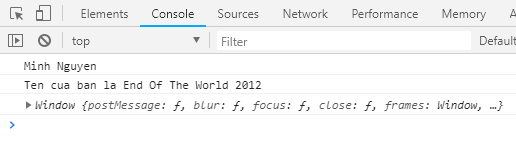 Elements Console Sources Network Performance Memory
top Filter Default
Minh Nguyen
Ten cua ban la End Of The World 2012
Window {postMessage: ƒ, blur: ƒ, focus: ƒ, close: ƒ, frames: Window, …}